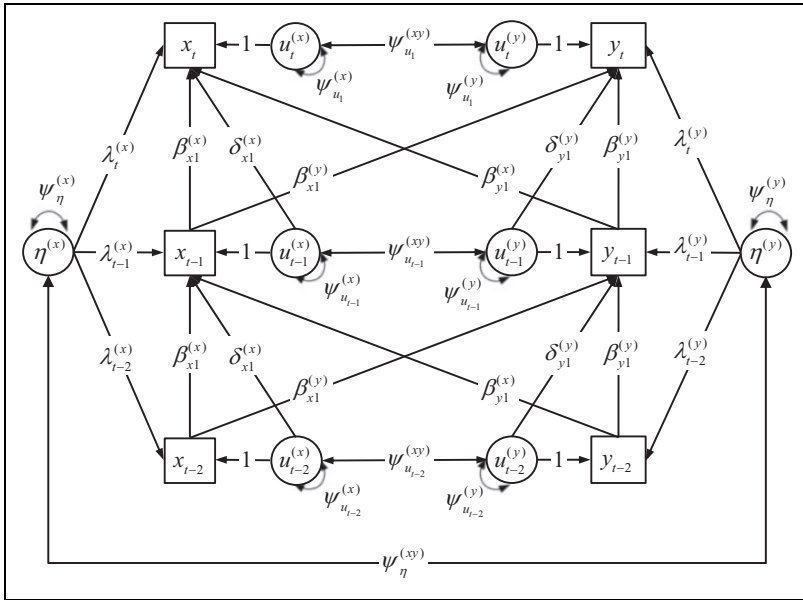 x_t 1 u_t^{(x)} ψ_{u_1}^{(xy)} u_t^{(y)} 1 y_t
ψ_{u_1}^{(x)} ψ_{u_1}^{(y)}
λ_t^{(x)} β_{x1}^{(x)} δ_{x1}^{(x)} δ_{y1}^{(y)} β_{y1}^{(y)} λ_t^{(y)}
β_{x1}^{(y)} β_{y1}^{(x)}
ψ_η^{(x)} ψ_η^{(y)}
η^{(x)} λ_{t-1}^{(x)} x_{t-1} 1 u_{t-1}^{(x)} ψ_{u_{t-1}}^{(xy)} u_{t-1}^{(y)} 1 y_{t-1} λ_{t-1}^{(y)} η^{(y)}
ψ_{u_{t-1}}^{(x)} ψ_{u_{t-1}}^{(y)}
λ_{t-2}^{(x)} β_{x1}^{(x)} δ_{x1}^{(x)} δ_{y1}^{(y)} β_{y1}^{(y)} λ_{t-2}^{(y)}
β_{x1}^{(y)} β_{y1}^{(x)}
x_{t-2} 1 u_{t-2}^{(x)} ψ_{u_{t-2}}^{(xy)} u_{t-2}^{(y)} 1 y_{t-2}
ψ_{u_{t-2}}^{(x)} ψ_{u_{t-2}}^{(y)}
ψ_η^{(xy)}